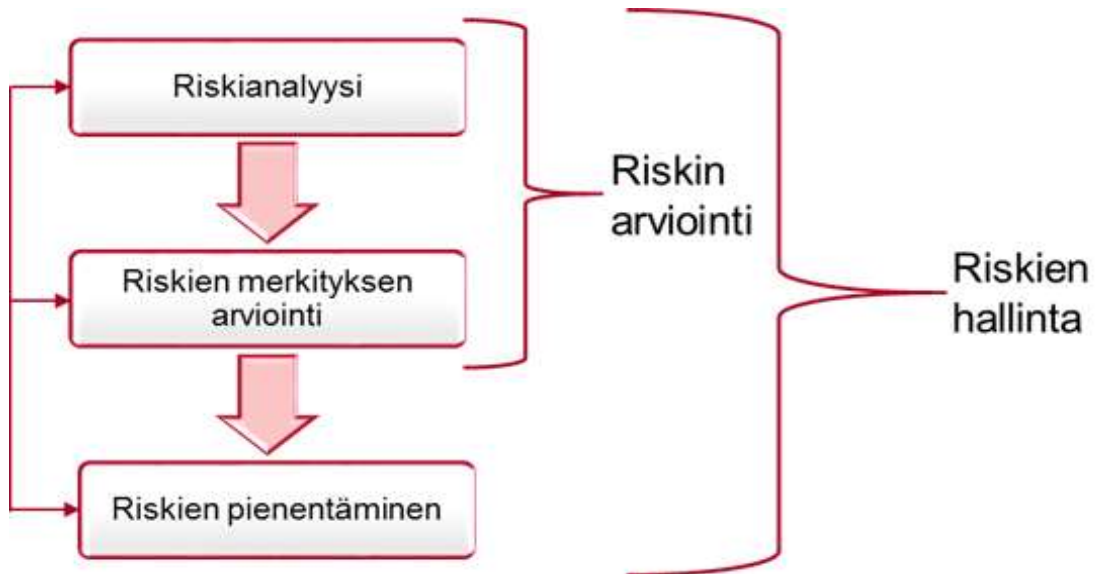 Riskianalyysi
Riskin
arviointi
Riskien merkityksen
arviointi
Riskien
hallinta
Riskien pienentäminen